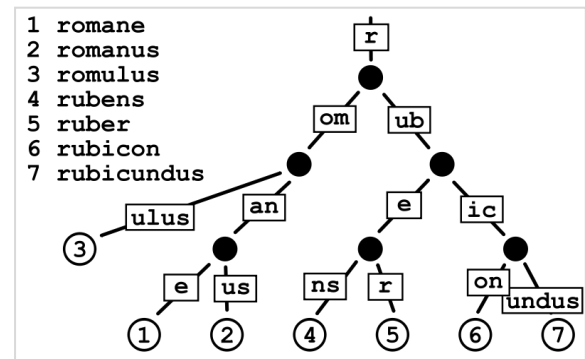 1 romane
2 romanus
3 romulus
4 rubens
5 ruber
6 rubicon
7 rubicundus
r
om ub
ulus an e ic
3
e us ns r on undus
1 2 4 5 6 7